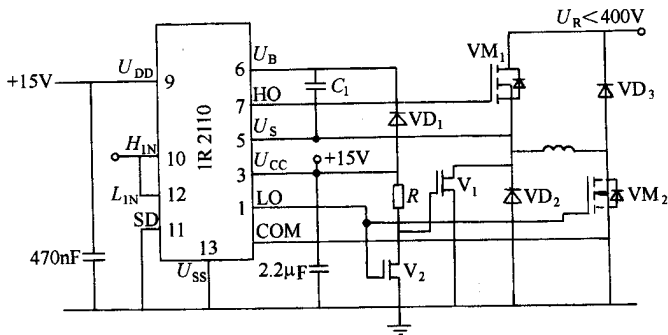 U_R<400V
+15V
U_DD
9
6
U_B
C_1
VM_1
7
HO
VD_3
VD_1
5
U_S
1R 2110
H_IN
10
3
U_CC
+15V
L_IN
12
1
LO
R
V_1
VD_2
VM_2
SD
11
COM
13
U_SS
470nF
2.2μF
V_2